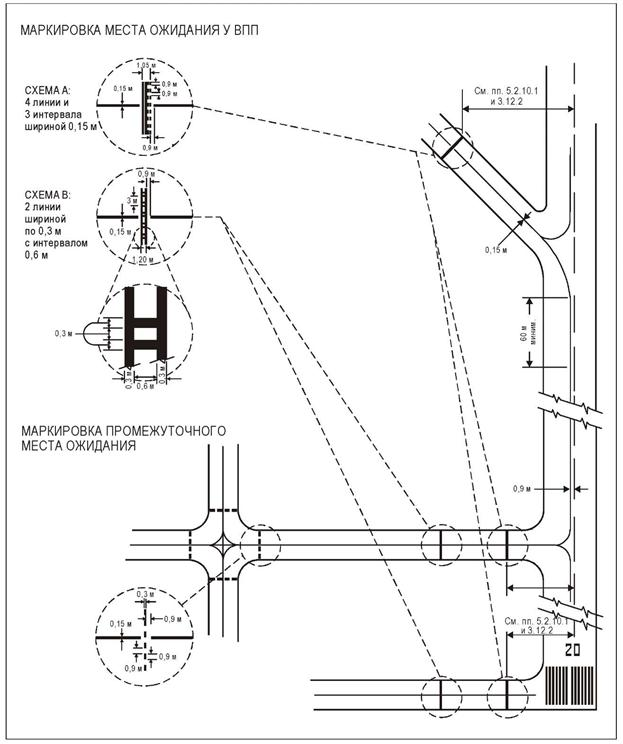 МАРКИРОВКА МЕСТА ОЖИДАНИЯ У ВПП
1,05 м
СХЕМА А:
4 линии и
3 интервала
шириной 0,15 м
0,15 м
0,9 м
0,9 м
0,9 м
См. пп. 5.2.10.1
и 3.12.2
0,9 м
СХЕМА В:
2 линии
шириной
по 0,3 м
с интервалом
0,6 м
3 м
0,15 м
1,20 м
0,15 м
0,3 м
0,3 м
0,6 м
0,3 м
60 м
миним.
МАРКИРОВКА ПРОМЕЖУТОЧНОГО
МЕСТА ОЖИДАНИЯ
0,9 м
0,3 м
0,15 м
0,9 м
0,9 м
0,9 м
См. пп. 5.2.10.1
и 3.12.2
20